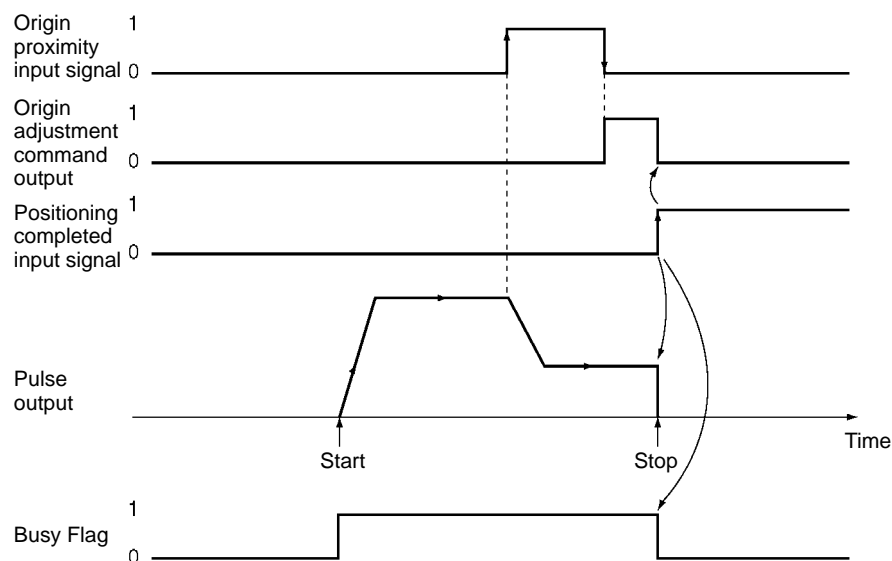 Origin
proximity
input signal
1
0
Origin
adjustment
command
output
1
0
Positioning
completed
input signal
1
0
Pulse
output
Time
Start
Stop
Busy Flag
1
0